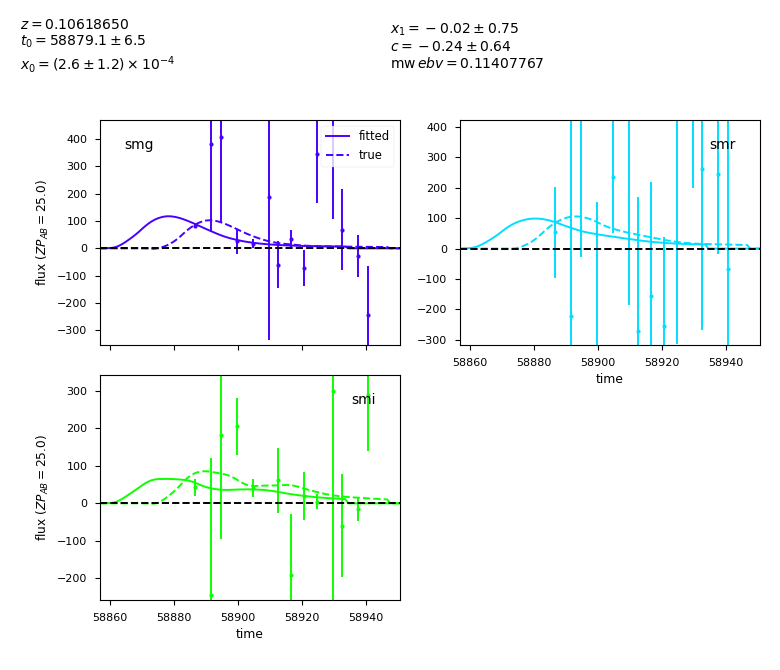 z = 0.10618650
t₀ = 58879.1 ± 6.5
x₀ = (2.6 ± 1.2) × 10⁻⁴
x₁ = −0.02 ± 0.75
c = −0.24 ± 0.64
mw ebv = 0.11407767
smg
fitted
true
400
300
200
100
0
−100
−200
−300
flux (ZP_AB = 25.0)
smr
400
300
200
100
0
−100
−200
−300
58860 58880 58900 58920 58940
time
smi
300
200
100
0
−100
−200
flux (ZP_AB = 25.0)
58860 58880 58900 58920 58940
time